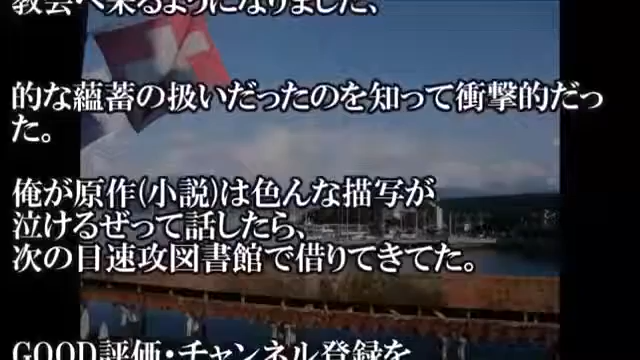 教会へ来るようになりました、
的な蘊蓄の扱いだったのを知って衝撃的だっ
た。
俺が原作(小説)は色んな描写が
泣けるぜって話したら、
次の日速攻図書館で借りてきてた。
GOOD評価・チャンネル登録を